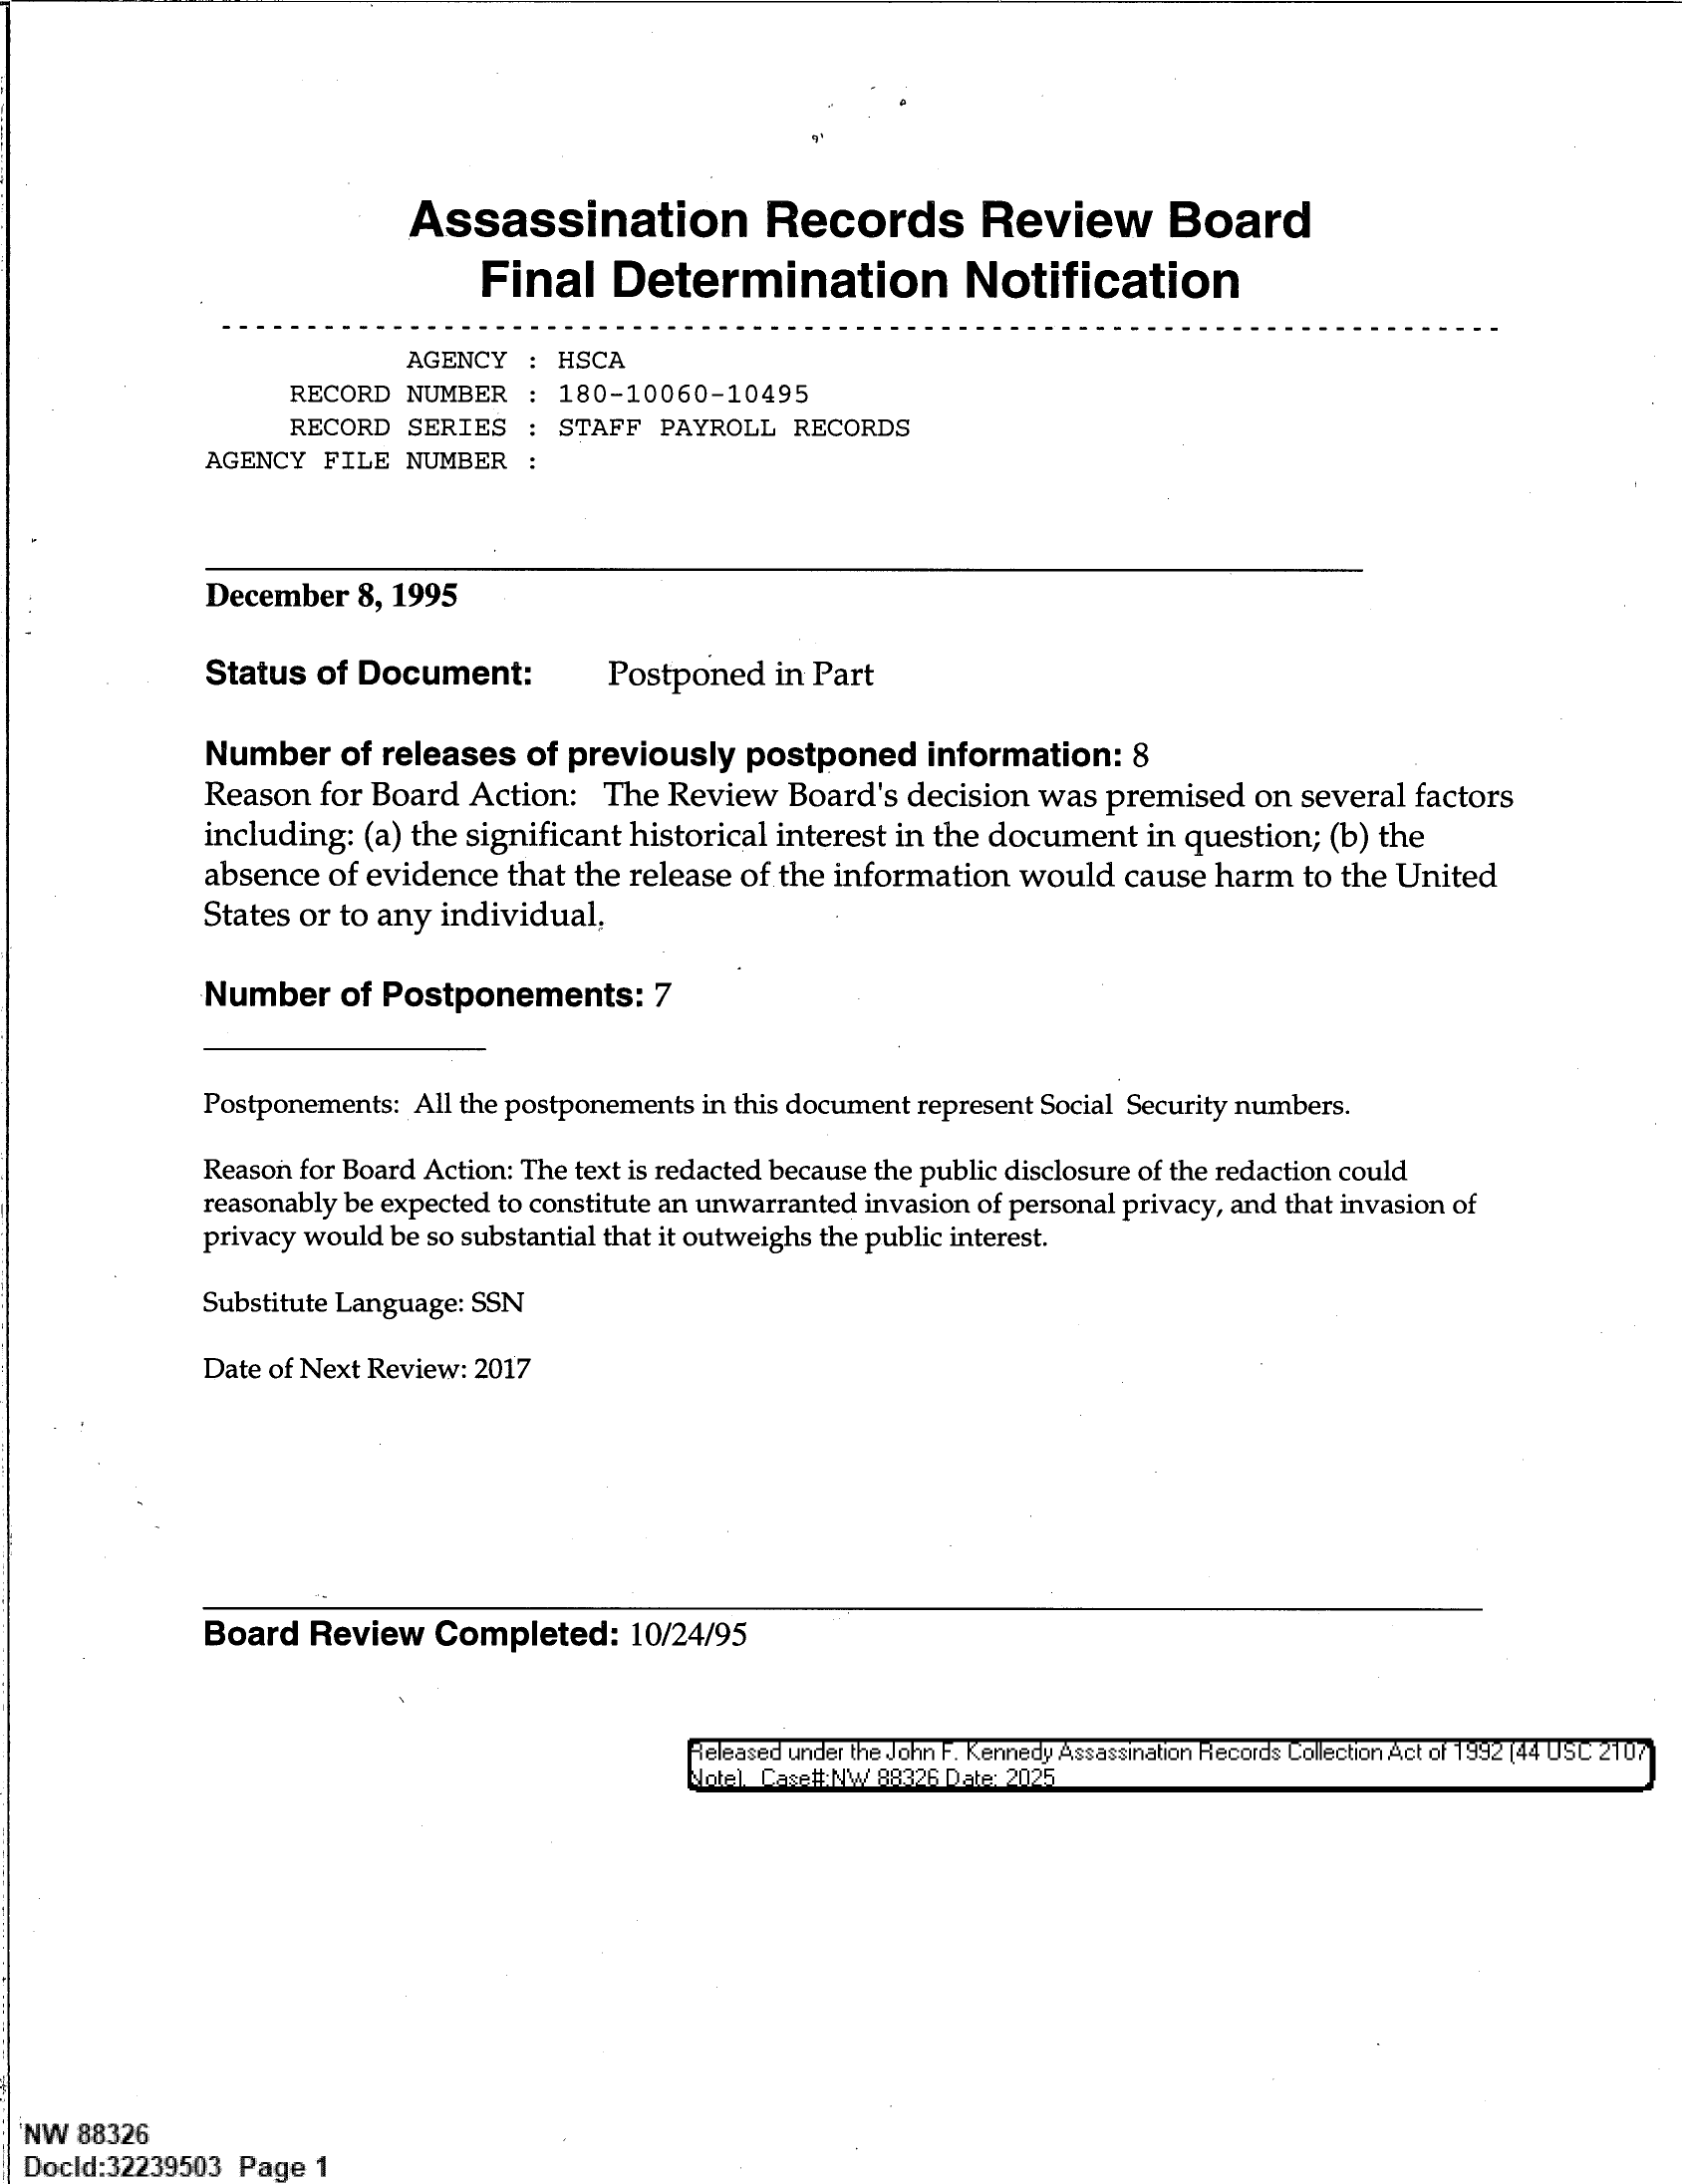 Assassination Records Review Board
Final Determination Notification
AGENCY : HSCA
RECORD NUMBER : 180-10060-10495
RECORD SERIES : STAFF PAYROLL RECORDS
AGENCY FILE NUMBER :
December 8, 1995
Status of Document: Postponed in Part
Number of releases of previously postponed information: 8
Reason for Board Action: The Review Board's decision was premised on several factors
including: (a) the significant historical interest in the document in question; (b) the
absence of evidence that the release of the information would cause harm to the United
States or to any individual.
Number of Postponements: 7
Postponements: All the postponements in this document represent Social Security numbers.
Reason for Board Action: The text is redacted because the public disclosure of the redaction could
reasonably be expected to constitute an unwarranted invasion of personal privacy, and that invasion of
privacy would be so substantial that it outweighs the public interest.
Substitute Language: SSN
Date of Next Review: 2017
Board Review Completed: 10/24/95
Released under the John F. Kennedy Assassination Records Collection Act of 1992 (44 USC 2107
Note). Case#:NW 88326 Date: 2025
NW 88326
DocId:32239503 Page 1